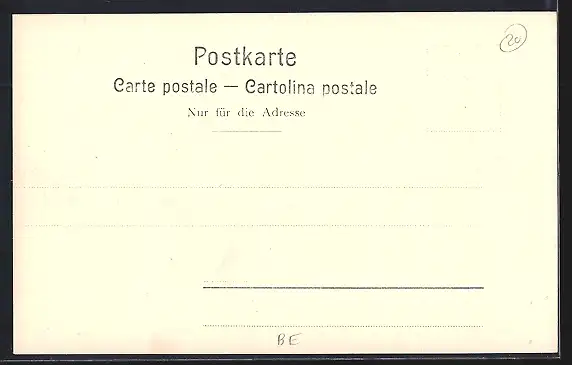 20
Postkarte
Carte postale — Cartolina postale
Nur für die Adresse
BE